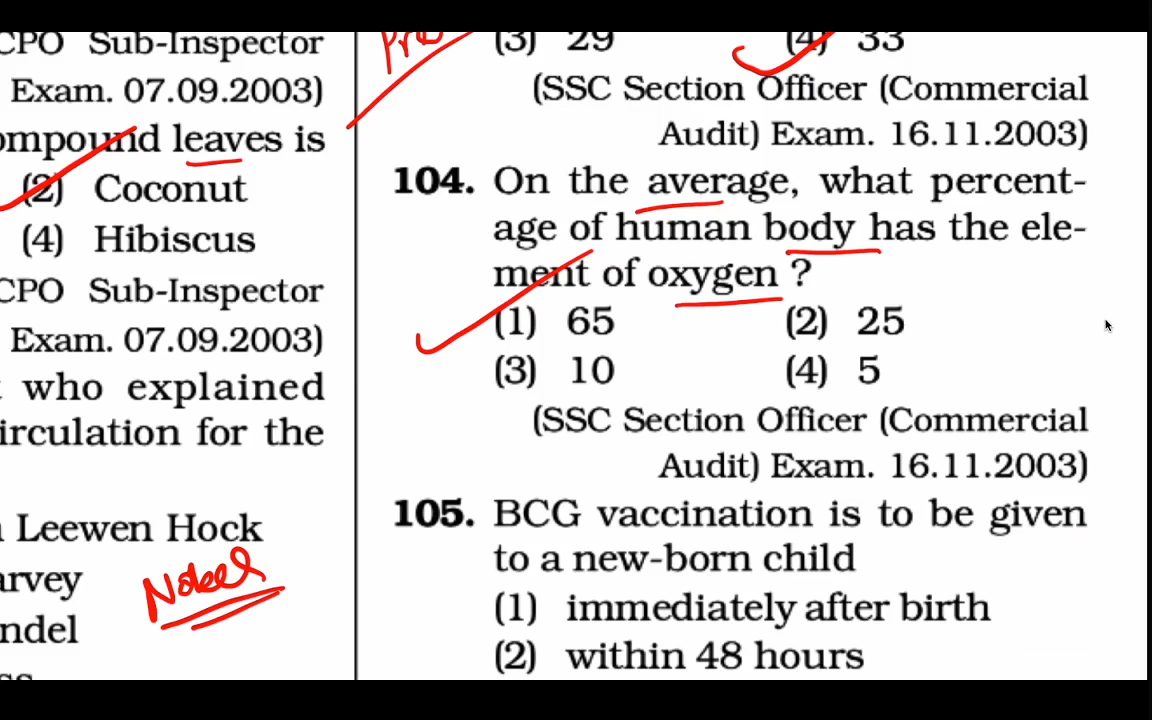 CPO Sub-Inspector
Exam. 07.09.2003)
ompound leaves is
(2) Coconut
(4) Hibiscus
CPO Sub-Inspector
Exam. 07.09.2003)
who explained
irculation for the
Leewen Hock
arvey
ndel
Nobel
(3) 29 (4) 33
(SSC Section Officer (Commercial
Audit) Exam. 16.11.2003)
104. On the average, what percent-
age of human body has the ele-
ment of oxygen ?
(1) 65 (2) 25
(3) 10 (4) 5
(SSC Section Officer (Commercial
Audit) Exam. 16.11.2003)
105. BCG vaccination is to be given
to a new-born child
(1) immediately after birth
(2) within 48 hours